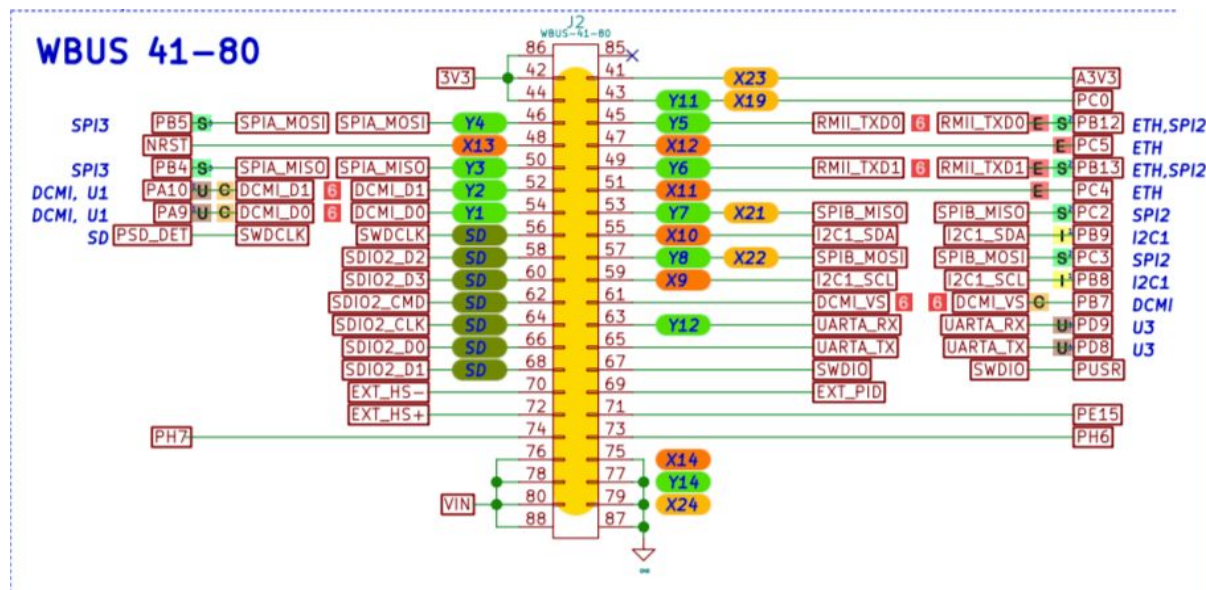 J2
WBUS-41-80
WBUS 41-80
86 85
3V3 42 41 X23 A3V3
44 43 Y11 X19 PC0
SPI3 PB5 S SPIA_MOSI SPIA_MOSI Y4 46 45 Y5 RMII_TXD0 6 RMII_TXD0 E S PB12 ETH,SPI2
NRST X13 48 47 X12 E PC5 ETH
SPI3 PB4 S SPIA_MISO SPIA_MISO Y3 50 49 Y6 RMII_TXD1 6 RMII_TXD1 E S PB13 ETH,SPI2
DCMI, U1 PA10 U C DCMI_D1 6 DCMI_D1 Y2 52 51 X11 E PC4 ETH
DCMI, U1 PA9 U C DCMI_D0 6 DCMI_D0 Y1 54 53 Y7 X21 SPIB_MISO SPIB_MISO S PC2 SPI2
SD PSD_DET SWDCLK SWDCLK SD 56 55 X10 I2C1_SDA I2C1_SDA I PB9 I2C1
SDIO2_D2 SD 58 57 Y8 X22 SPIB_MOSI SPIB_MOSI S PC3 SPI2
SDIO2_D3 SD 60 59 X9 I2C1_SCL I2C1_SCL I PB8 I2C1
SDIO2_CMD SD 62 61 DCMI_VS 6 6 DCMI_VS C PB7 DCMI
SDIO2_CLK SD 64 63 Y12 UARTA_RX UARTA_RX U PD9 U3
SDIO2_D0 SD 66 65 UARTA_TX UARTA_TX U PD8 U3
SDIO2_D1 SD 68 67 SWDIO SWDIO PUSR
EXT_HS- 70 69 EXT_PID
EXT_HS+ 72 71 PE15
PH7 74 73 PH6
76 75 X14
78 77 Y14
VIN 80 79 X24
88 87